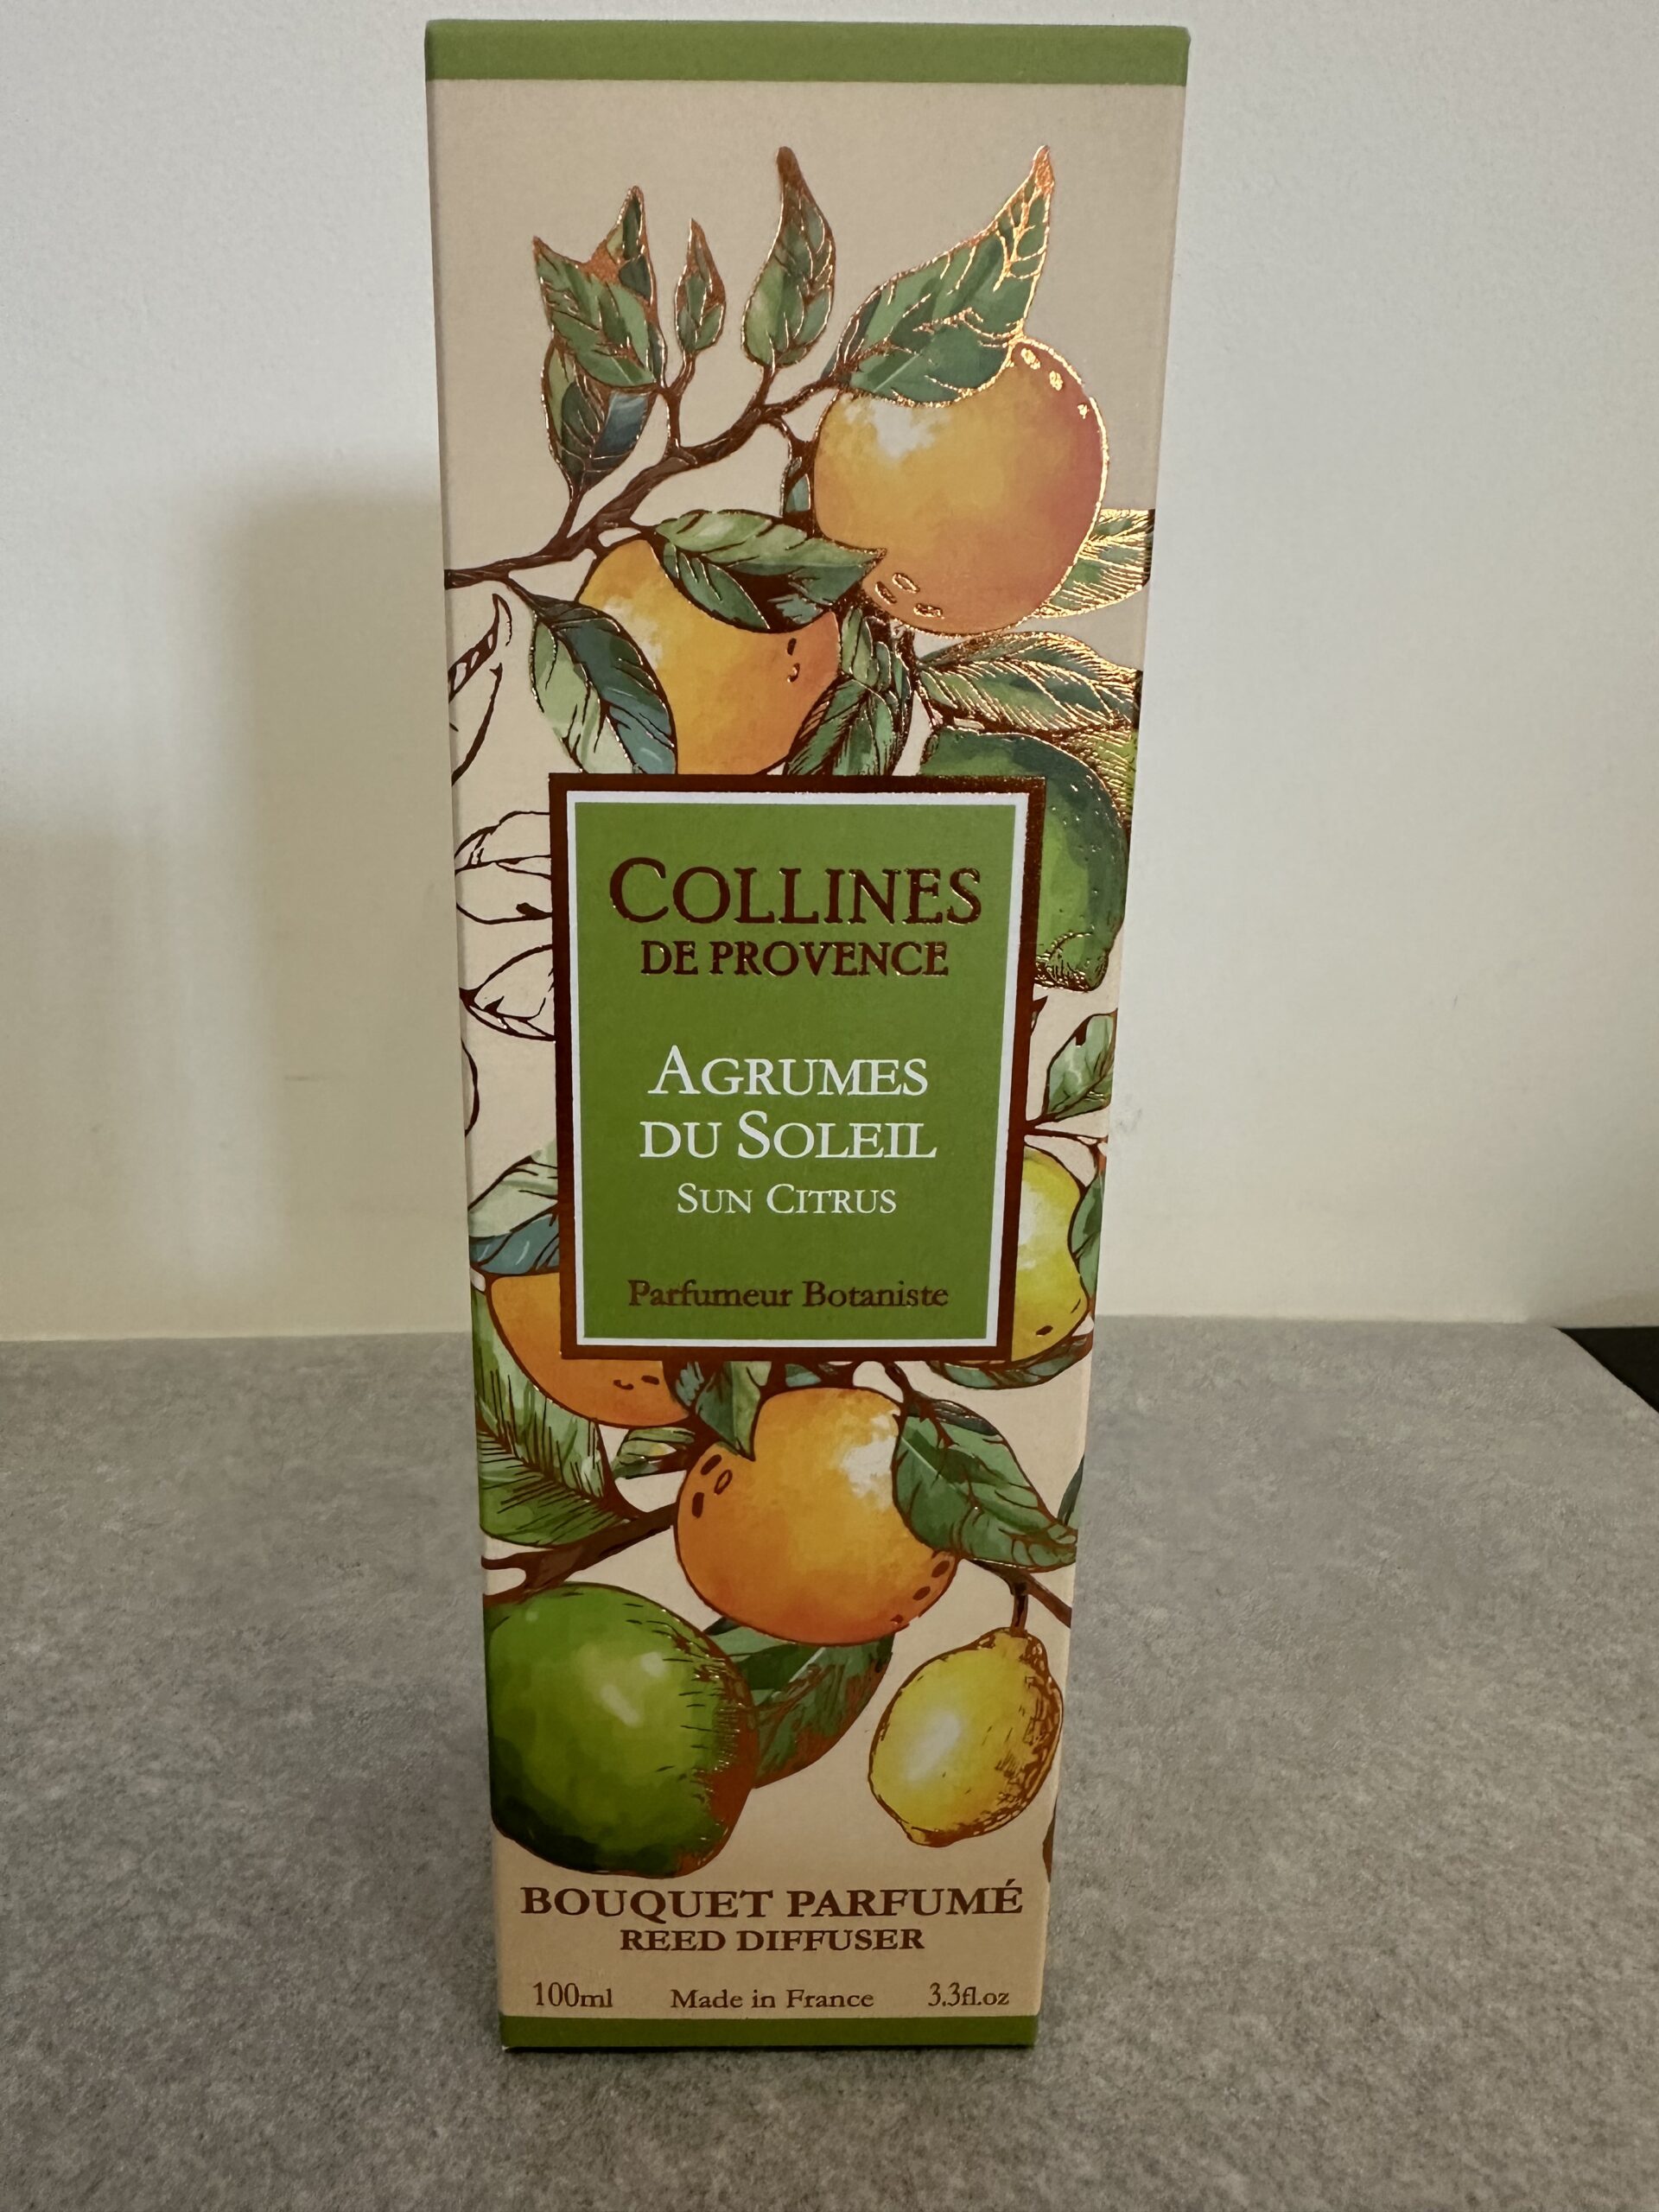 COLLINES
DE PROVENCE
AGRUMES
DU SOLEIL
SUN CITRUS
Parfumeur Botaniste
BOUQUET PARFUMÉ
REED DIFFUSER
100ml Made in France 3.3fl.oz